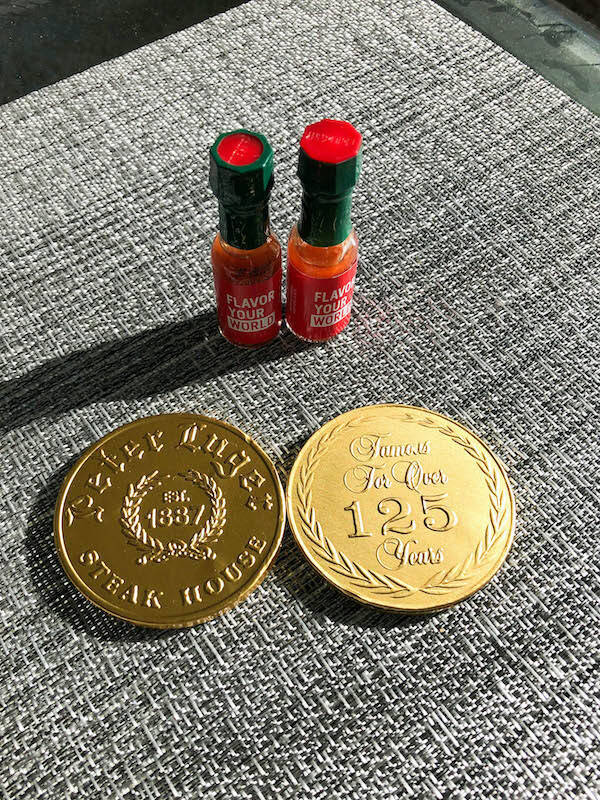 FLAVOR
YOUR
WORLD
FLAVOR
YOUR
WORLD
Peter Luger
EST.
1887
STEAK HOUSE
Famous
For Over
125
Years